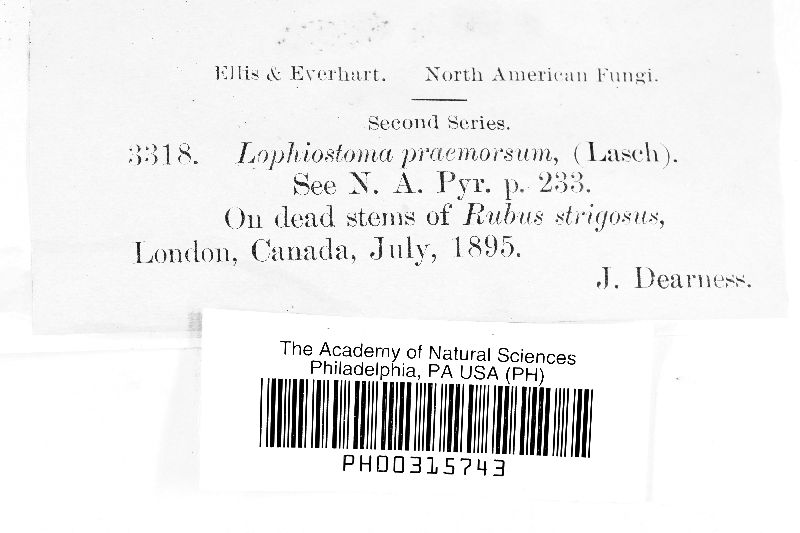 Ellis & Everhart. North American Fungi.
Second Series.
3318. Lophiostoma praemorsum, (Lasch).
See N. A. Pyr. p. 233.
On dead stems of Rubus strigosus,
London, Canada, July, 1895.
J. Dearness.
The Academy of Natural Sciences
Philadelphia, PA USA (PH)
PH00315743